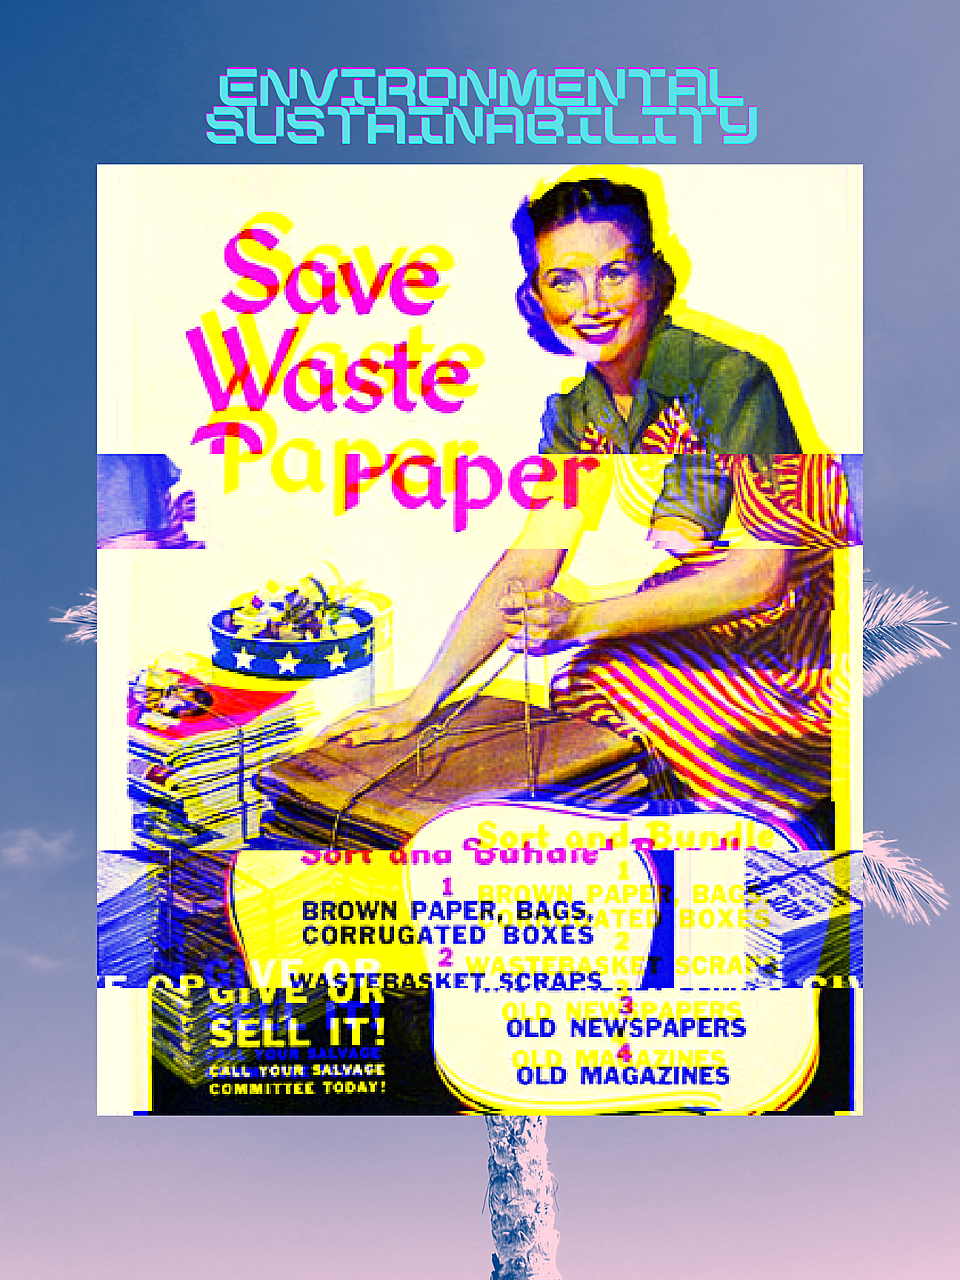 ENVIRONMENTAL
SUSTAINABILITY
Save
Waste
Paper
Sort and Bundle
1
BROWN PAPER, BAGS,
CORRUGATED BOXES
2
WASTEBASKET SCRAPS
3
OLD NEWSPAPERS
4
OLD MAGAZINES
GIVE OR
SELL IT!
CALL YOUR SALVAGE
COMMITTEE TODAY!